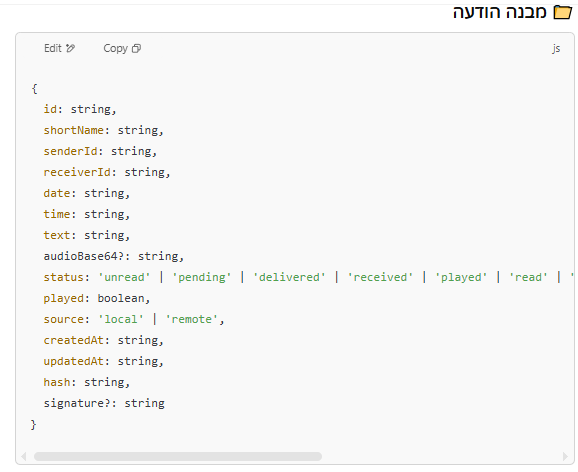 📂 מבנה הודעה
js Copy Edit
{
  id: string,
  shortName: string,
  senderId: string,
  receiverId: string,
  date: string,
  time: string,
  text: string,
  audioBase64?: string,
  status: 'unread' | 'pending' | 'delivered' | 'received' | 'played' | 'read' | '
  played: boolean,
  source: 'local' | 'remote',
  createdAt: string,
  updatedAt: string,
  hash: string,
  signature?: string
}